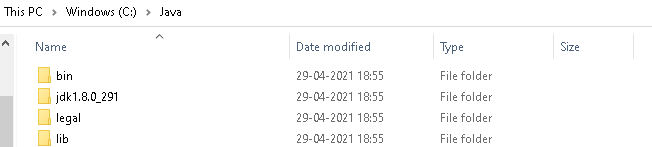 This PC > Windows (C:) > Java
Name Date modified Type Size
bin 29-04-2021 18:55 File folder
jdk1.8.0_291 29-04-2021 18:55 File folder
legal 29-04-2021 18:55 File folder
lib 29-04-2021 18:55 File folder